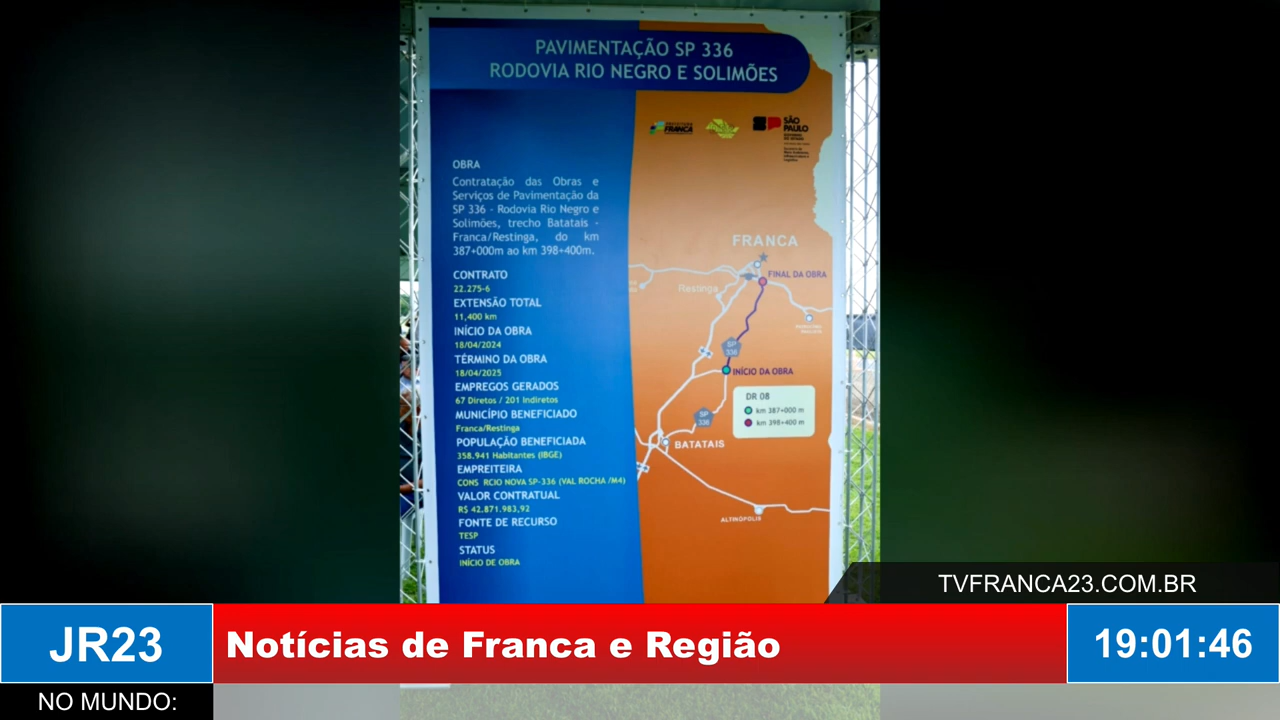 PAVIMENTAÇÃO SP 336
RODOVIA RIO NEGRO E SOLIMÕES
PREFEITURA
FRANCA
SÃO
PAULO
OBRA
Contratação das Obras e
Serviços de Pavimentação da
SP 336 - Rodovia Rio Negro e
Solimões, trecho Batatais -
Franca/Restinga, do km
387+000m ao km 398+400m.
CONTRATO
22.275-6
EXTENSÃO TOTAL
11,400 km
INÍCIO DA OBRA
18/04/2024
TÉRMINO DA OBRA
18/04/2025
EMPREGOS GERADOS
67 Diretos / 201 Indiretos
MUNICÍPIO BENEFICIADO
Franca/Restinga
POPULAÇÃO BENEFICIADA
358.941 Habitantes (IBGE)
EMPREITEIRA
CONS RCIO NOVA SP-336 (VAL ROCHA /M4)
VALOR CONTRATUAL
R$ 42.871.983,92
FONTE DE RECURSO
TESP
STATUS
INÍCIO DE OBRA
FRANCA
FINAL DA OBRA
Restinga
SP
336
INÍCIO DA OBRA
DR 08
km 387+000 m
km 398+400 m
SP
336
BATATAIS
ALTINÓPOLIS
TVFRANCA23.COM.BR
JR23
Notícias de Franca e Região
19:01:46
NO MUNDO: